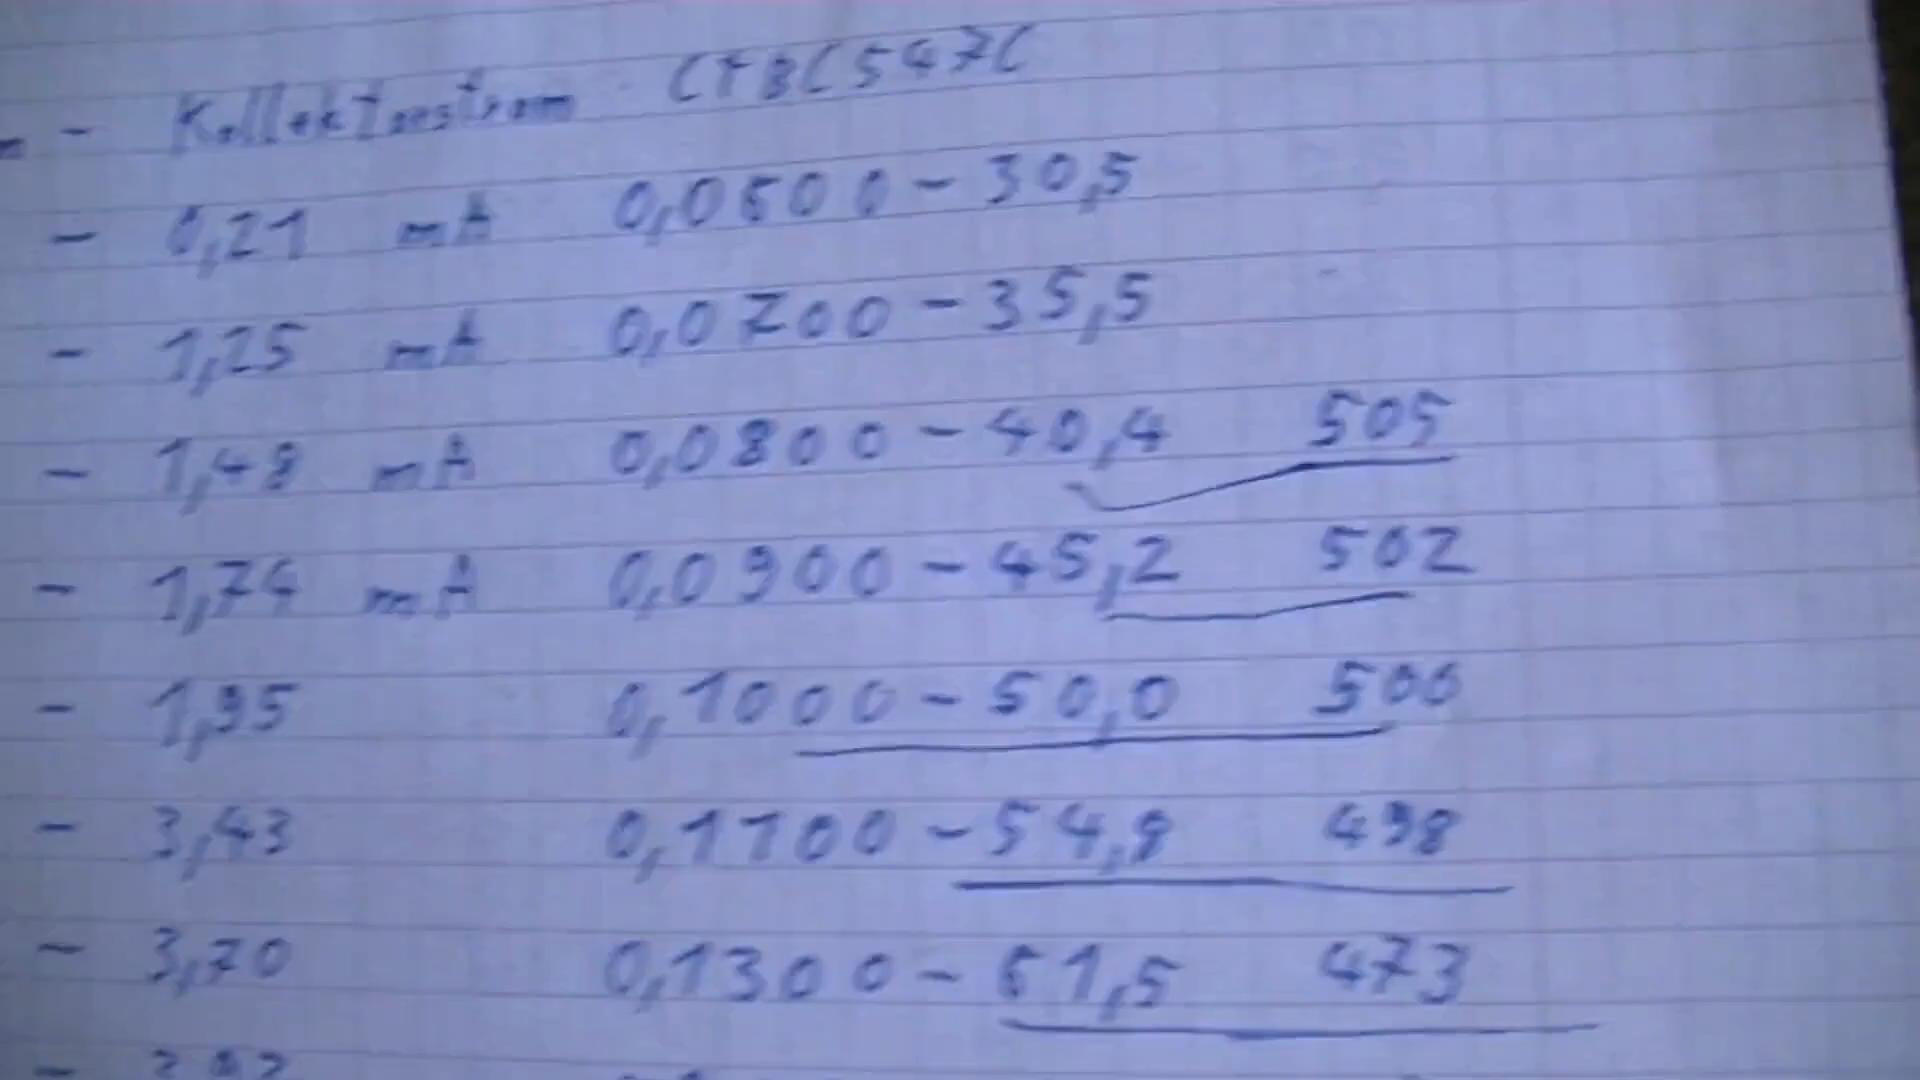 - Kollektorstrom CTBC547C
- 0,21 mA 0,0600 - 30,5
- 1,25 mA 0,0700 - 35,5
- 1,48 mA 0,0800 - 40,4 505
- 1,74 mA 0,0900 - 45,2 502
- 1,95 0,1000 - 50,0 500
- 3,43 0,1100 - 54,8 498
- 3,70 0,1300 - 61,5 473